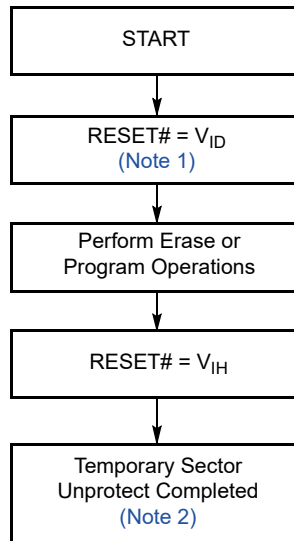 START
RESET# = VID
(Note 1)
Perform Erase or
Program Operations
RESET# = VIH
Temporary Sector
Unprotect Completed
(Note 2)